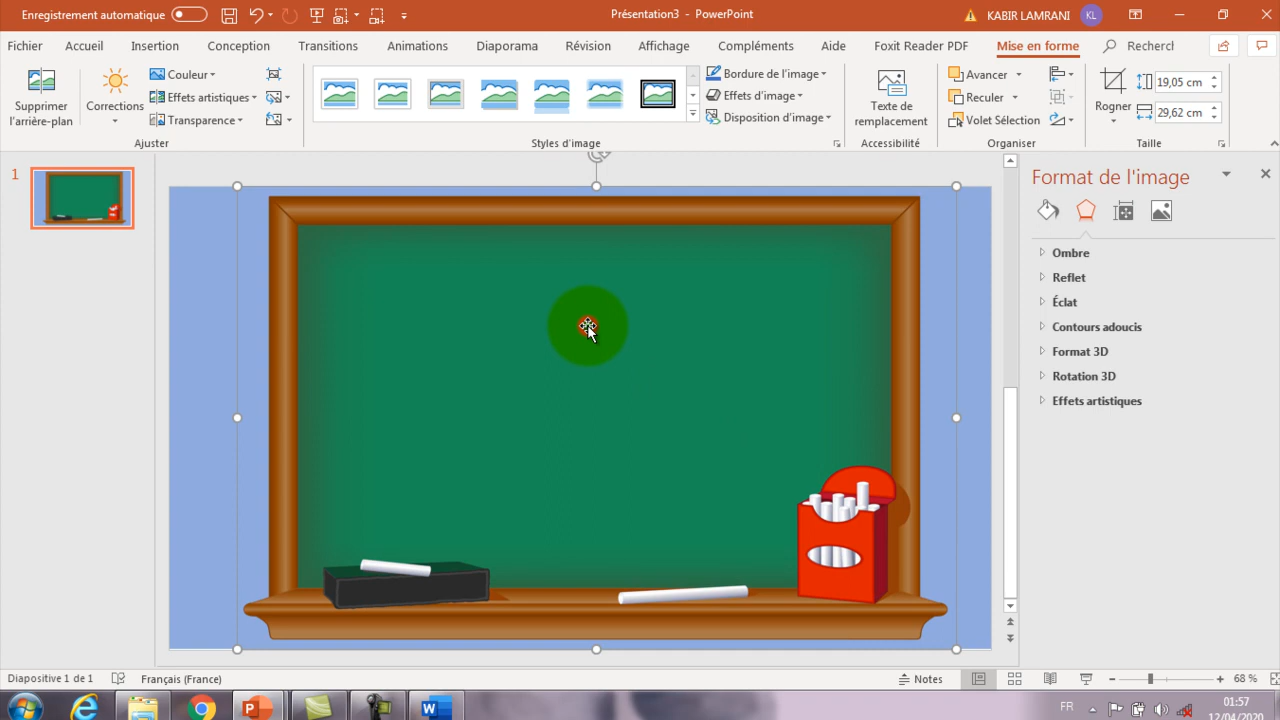 Enregistrement automatique
Présentation3 - PowerPoint
KABIR LAMRANI
KL
Fichier Accueil Insertion Conception Transitions Animations Diaporama Révision Affichage Compléments Aide Foxit Reader PDF Mise en forme Rechercl
Supprimer l'arrière-plan
Corrections
Couleur
Effets artistiques
Transparence
Ajuster
Styles d'image
Bordure de l'image
Effets d'image
Disposition d'image
Texte de remplacement
Accessibilité
Avancer
Reculer
Volet Sélection
Organiser
Rogner
19,05 cm
29,62 cm
Taille
1
Format de l'image
Ombre
Reflet
Éclat
Contours adoucis
Format 3D
Rotation 3D
Effets artistiques
Diapositive 1 de 1
Français (France)
Notes
68 %
FR
01:57
12/04/2020